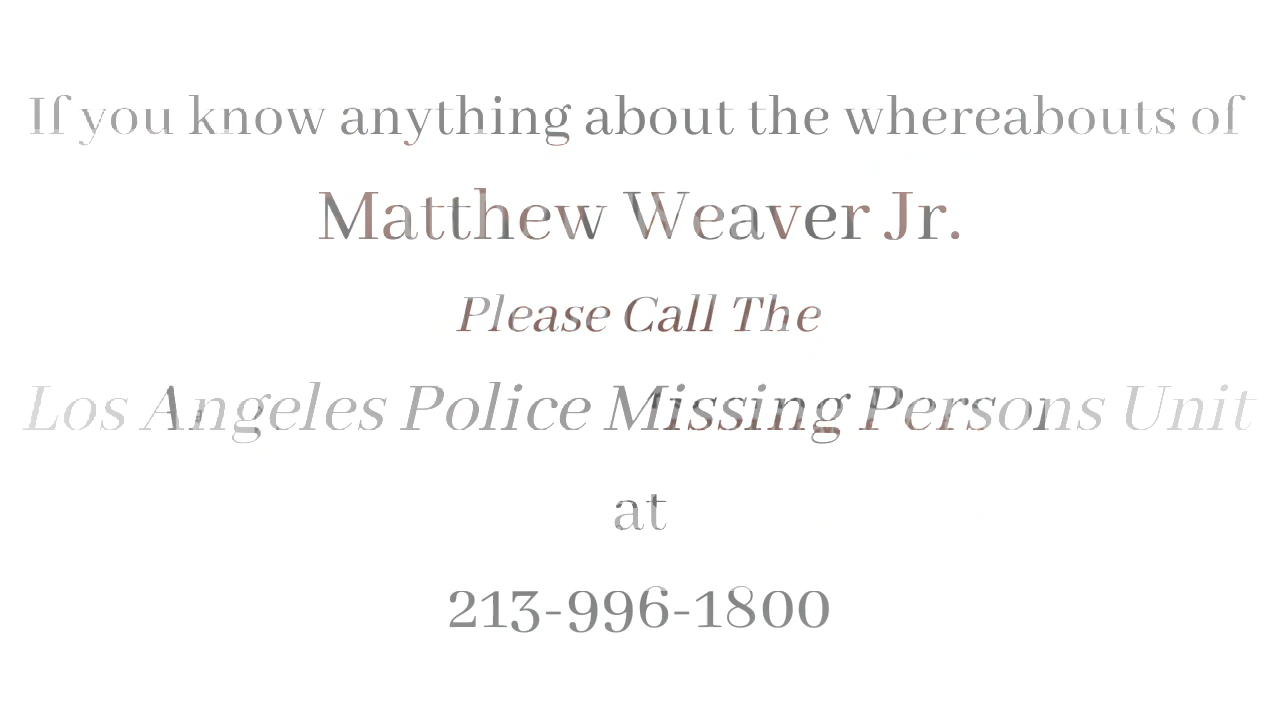 If you know anything about the whereabouts of
Matthew Weaver Jr.
Please Call The
Los Angeles Police Missing Persons Unit
at
213-996-1800